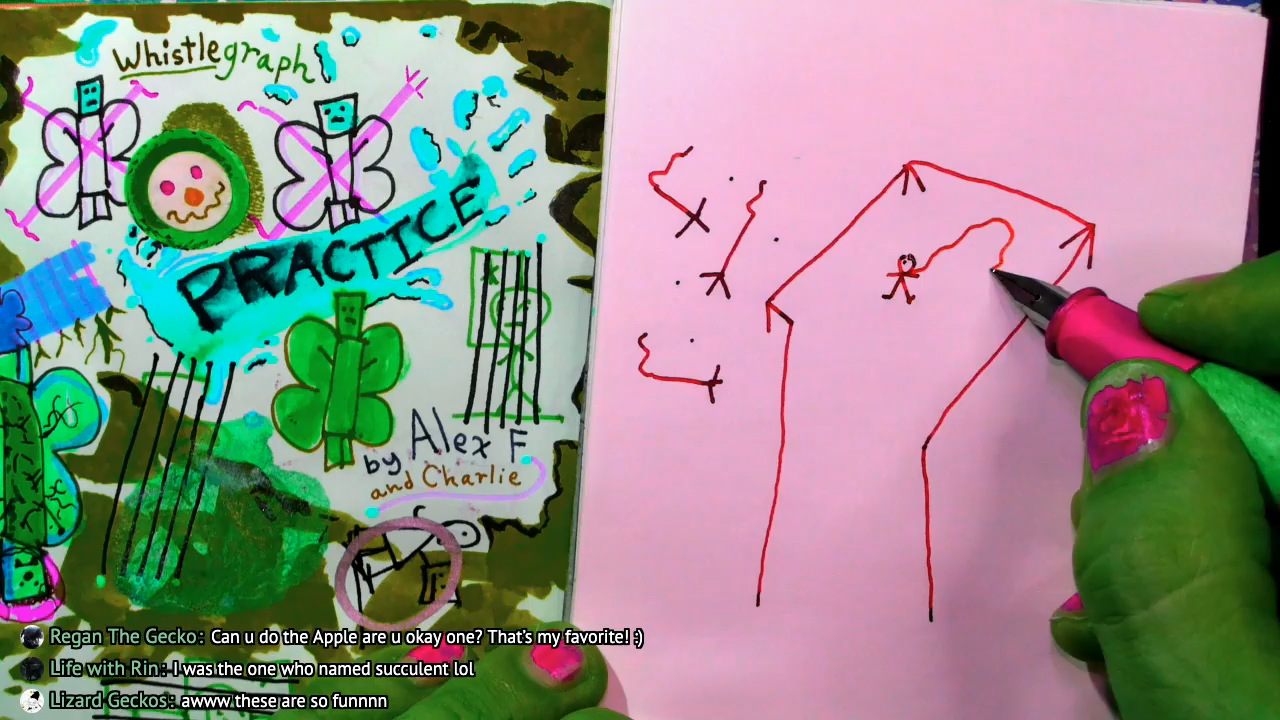 Whistlegraph
PRACTICE
by Alex F
and Charlie
Regan The Gecko: Can u do the Apple are u okay one? That's my favorite! :)
Life with Rin: I was the one who named succulent lol
Lizard Geckos: awww these are so funnnn